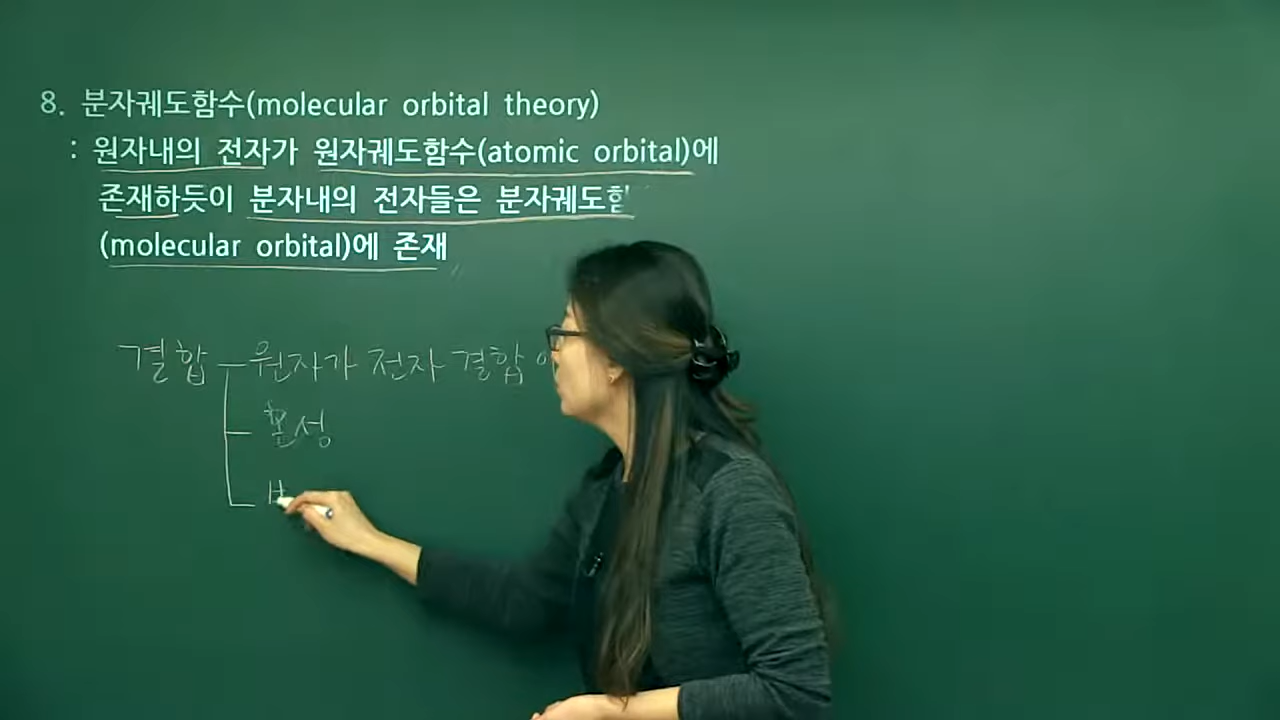 8. 분자궤도함수(molecular orbital theory)
: 원자내의 전자가 원자궤도함수(atomic orbital)에
존재하듯이 분자내의 전자들은 분자궤도함
(molecular orbital)에 존재
결합 원자가 전자 결합
혼성